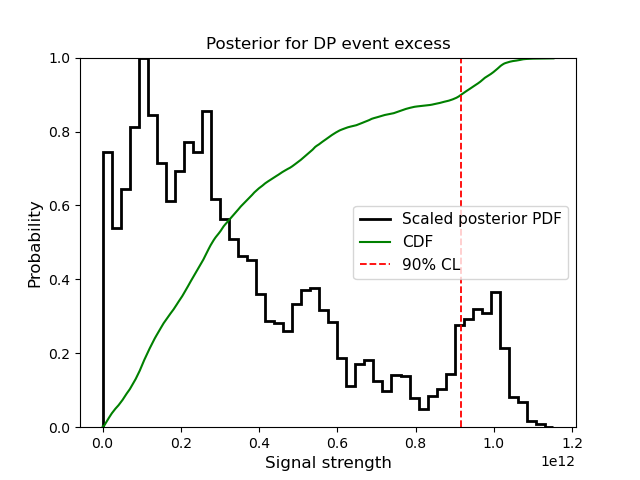 Posterior for DP event excess
1.0
0.8
0.6
0.4
0.2
0.0
Probability
Scaled posterior PDF
CDF
90% CL
0.0 0.2 0.4 0.6 0.8 1.0 1.2
1e12
Signal strength